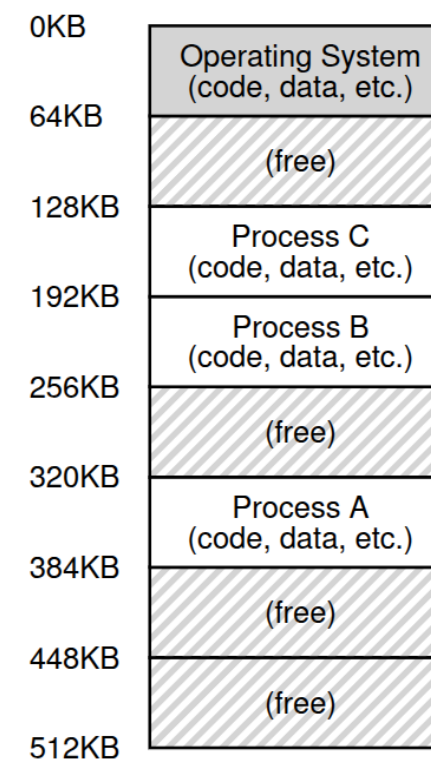 0KB
Operating System
(code, data, etc.)
64KB
(free)
128KB
Process C
(code, data, etc.)
192KB
Process B
(code, data, etc.)
256KB
(free)
320KB
Process A
(code, data, etc.)
384KB
(free)
448KB
(free)
512KB